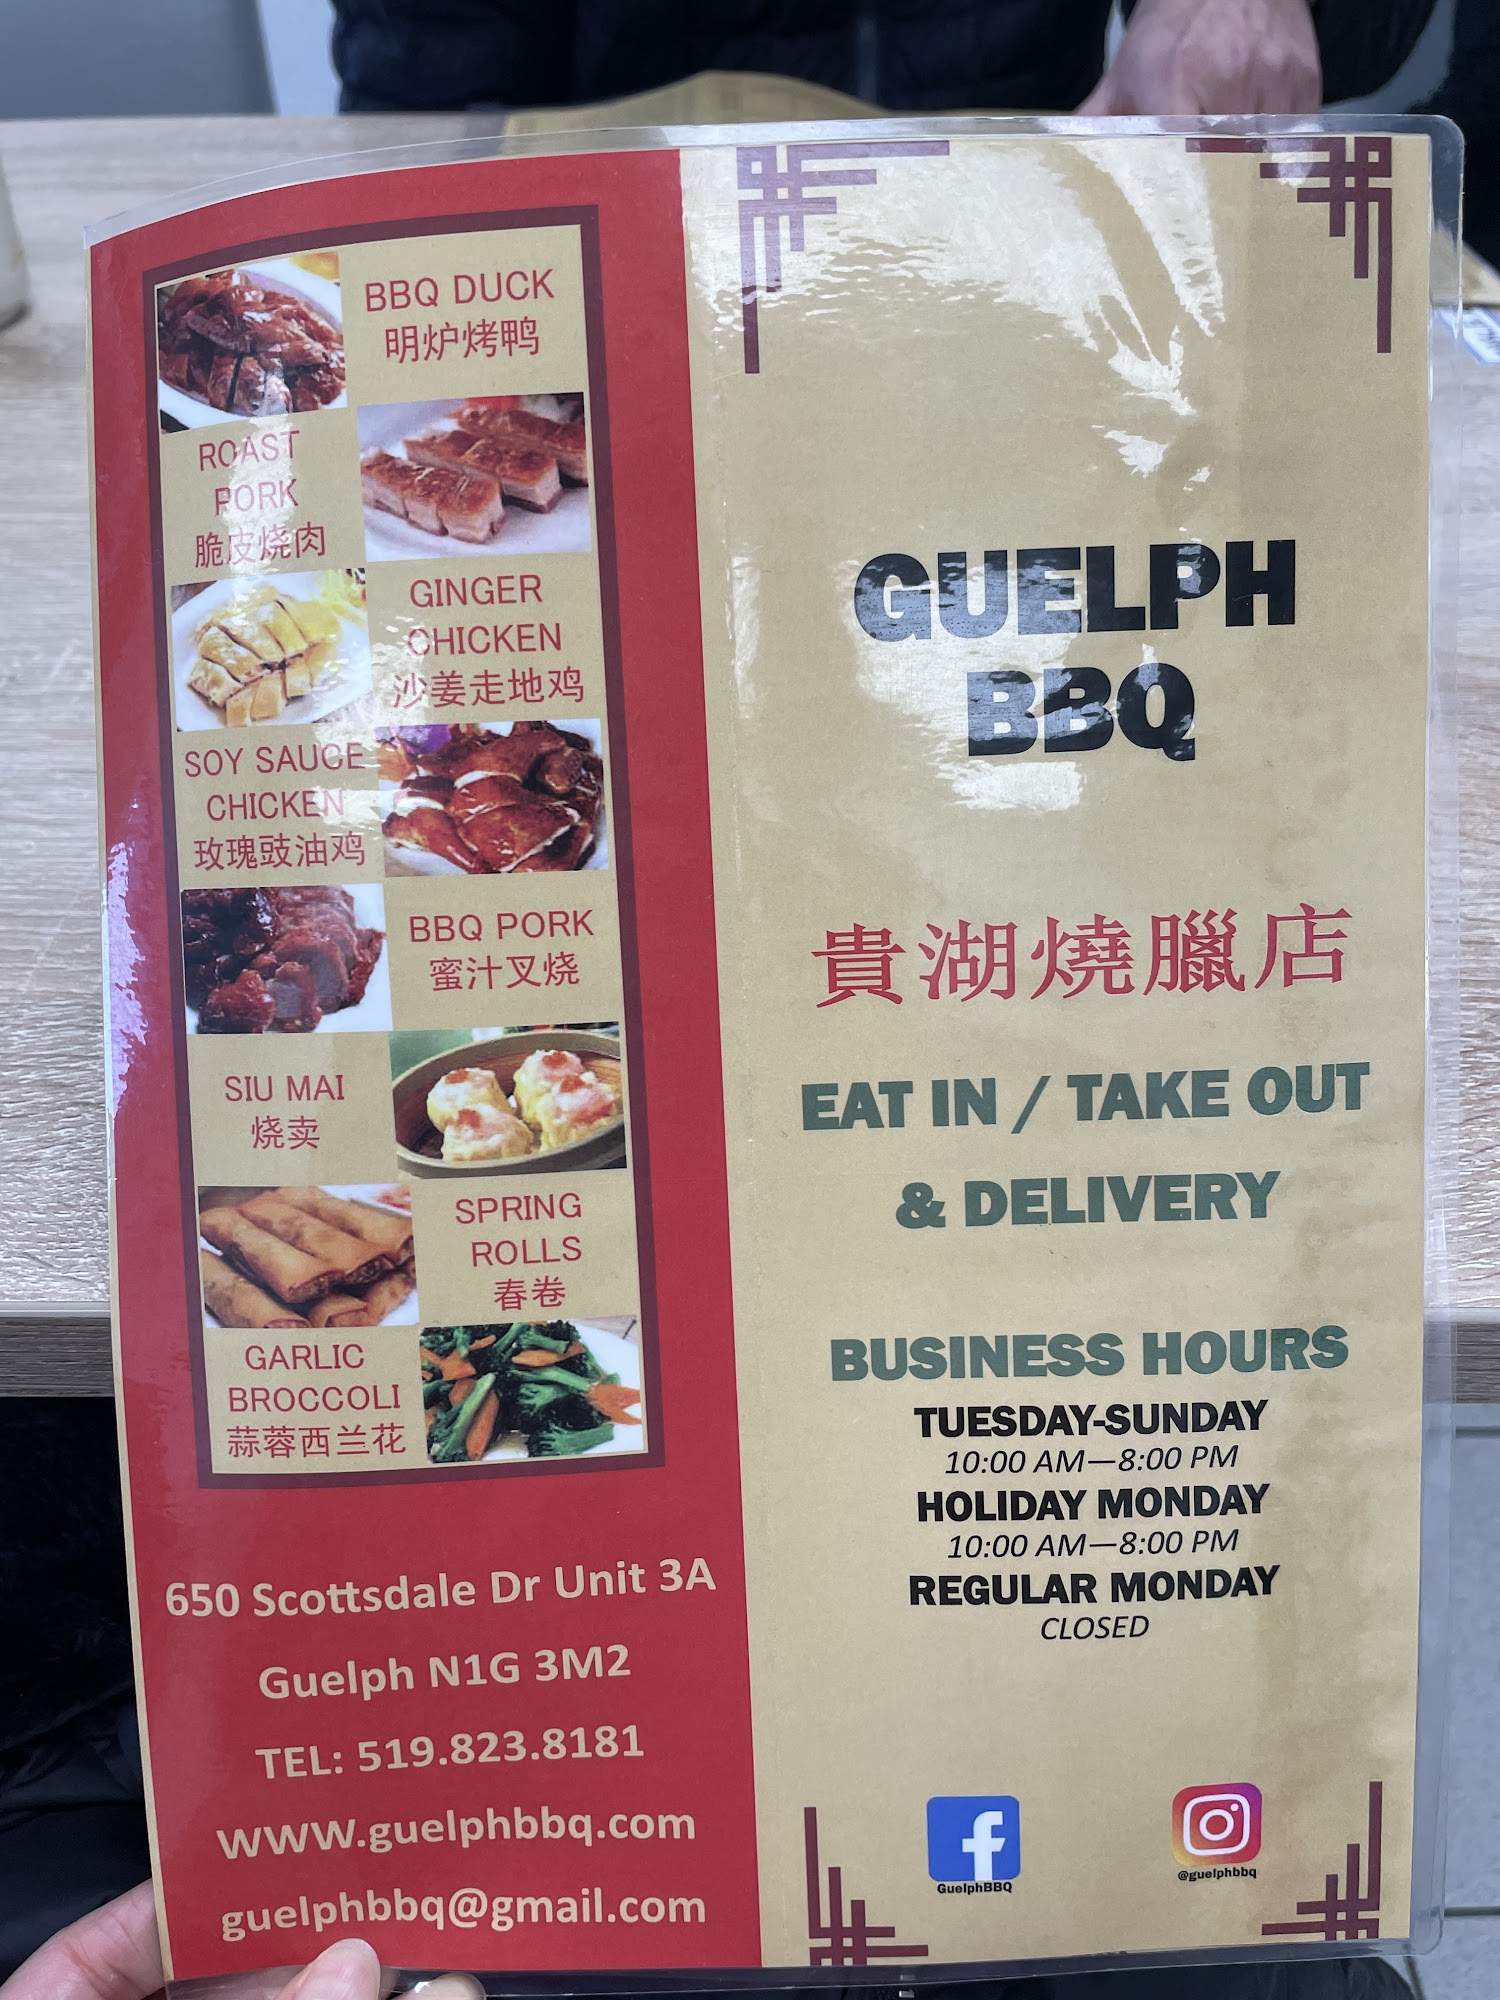 BBQ DUCK
明炉烤鸭
ROAST
PORK
脆皮烧肉
GINGER
CHICKEN
沙姜走地鸡
SOY SAUCE
CHICKEN
玫瑰豉油鸡
BBQ PORK
蜜汁叉烧
SIU MAI
烧卖
SPRING
ROLLS
春卷
GARLIC
BROCCOLI
蒜蓉西兰花
650 Scottsdale Dr Unit 3A
Guelph N1G 3M2
TEL: 519.823.8181
WWW.guelphbbq.com
guelphbbq@gmail.com
GUELPH
BBQ
貴湖燒臘店
EAT IN / TAKE OUT
& DELIVERY
BUSINESS HOURS
TUESDAY-SUNDAY
10:00 AM—8:00 PM
HOLIDAY MONDAY
10:00 AM—8:00 PM
REGULAR MONDAY
CLOSED
GuelphBBQ
@guelphbbq